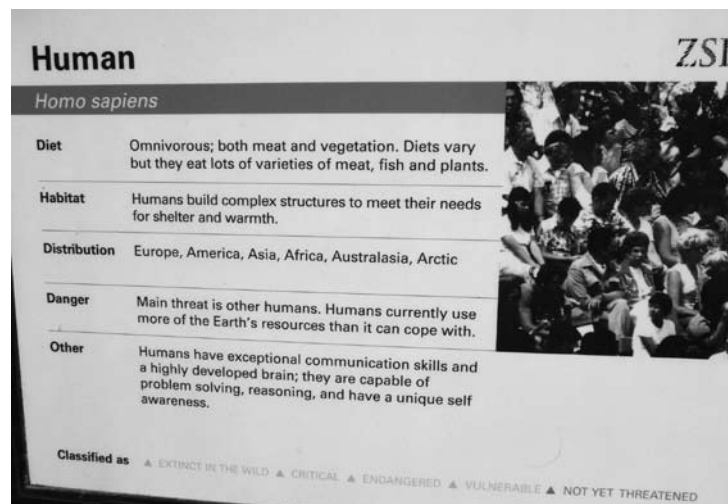 Human
ZSL
Homo sapiens
Diet
Omnivorous; both meat and vegetation. Diets vary
but they eat lots of varieties of meat, fish and plants.
Habitat
Humans build complex structures to meet their needs
for shelter and warmth.
Distribution
Europe, America, Asia, Africa, Australasia, Arctic
Danger
Main threat is other humans. Humans currently use
more of the Earth's resources than it can cope with.
Other
Humans have exceptional communication skills and
a highly developed brain; they are capable of
problem solving, reasoning, and have a unique self
awareness.
Classified as ▲ EXTINCT IN THE WILD ▲ CRITICAL ▲ ENDANGERED ▲ VULNERABLE ▲ NOT YET THREATENED